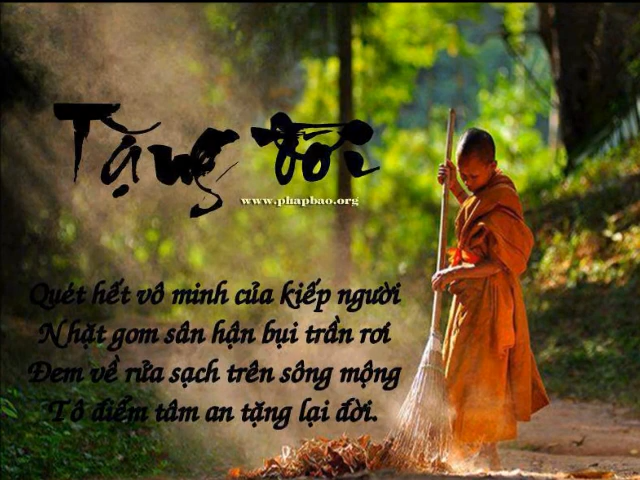 Tặng đời
www.phapbao.org
Quét hết vô minh của kiếp người
Nhặt gom sân hận bụi trần rơi
Đem về rửa sạch trên sông mộng
Tô điểm tâm an tặng lại đời.